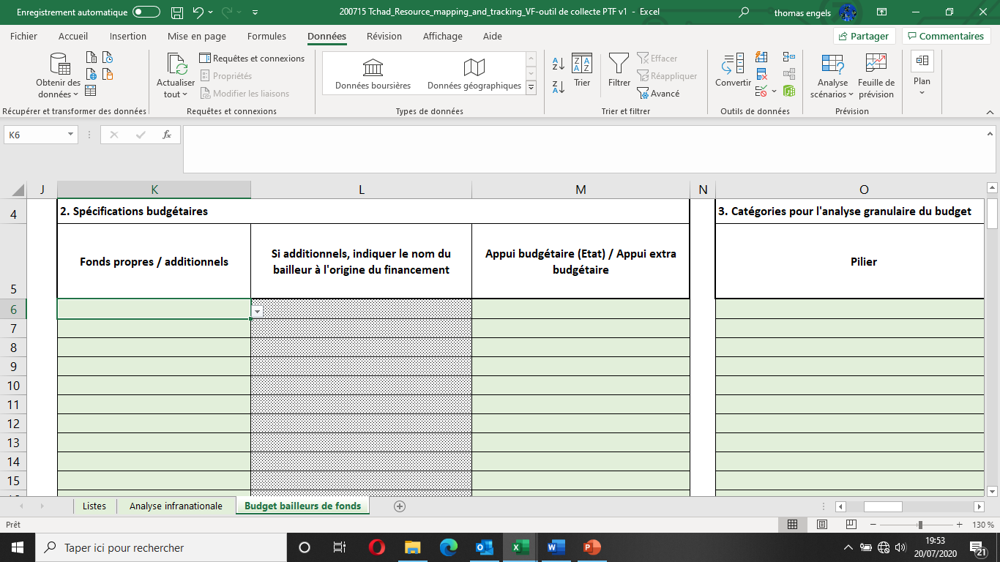 Enregistrement automatique
200715 Tchad_Resource_mapping_and_tracking_VF-outil de collecte PTF v1 - Excel
thomas engels
Fichier Accueil Insertion Mise en page Formules Données Révision Affichage Aide Partager Commentaires
Obtenir des données
Actualiser tout
Requêtes et connexions
Propriétés
Modifier les liaisons
Données boursières
Données géographiques
Trier
Filtrer
Effacer
Réappliquer
Avancé
Convertir
Analyse scénarios
Feuille de prévision
Plan
Récupérer et transformer des données
Requêtes et connexions
Types de données
Trier et filtrer
Outils de données
Prévision
K6
fx
J K L M N O
4 2. Spécifications budgétaires 3. Catégories pour l'analyse granulaire du budget
Fonds propres / additionnels
Si additionnels, indiquer le nom du
bailleur à l'origine du financement
Appui budgétaire (Etat) / Appui extra
budgétaire
Pilier
5
6
7
8
9
10
11
12
13
14
15
Listes Analyse infranationale Budget bailleurs de fonds
Prêt
130 %
Taper ici pour rechercher
19:53
20/07/2020
21